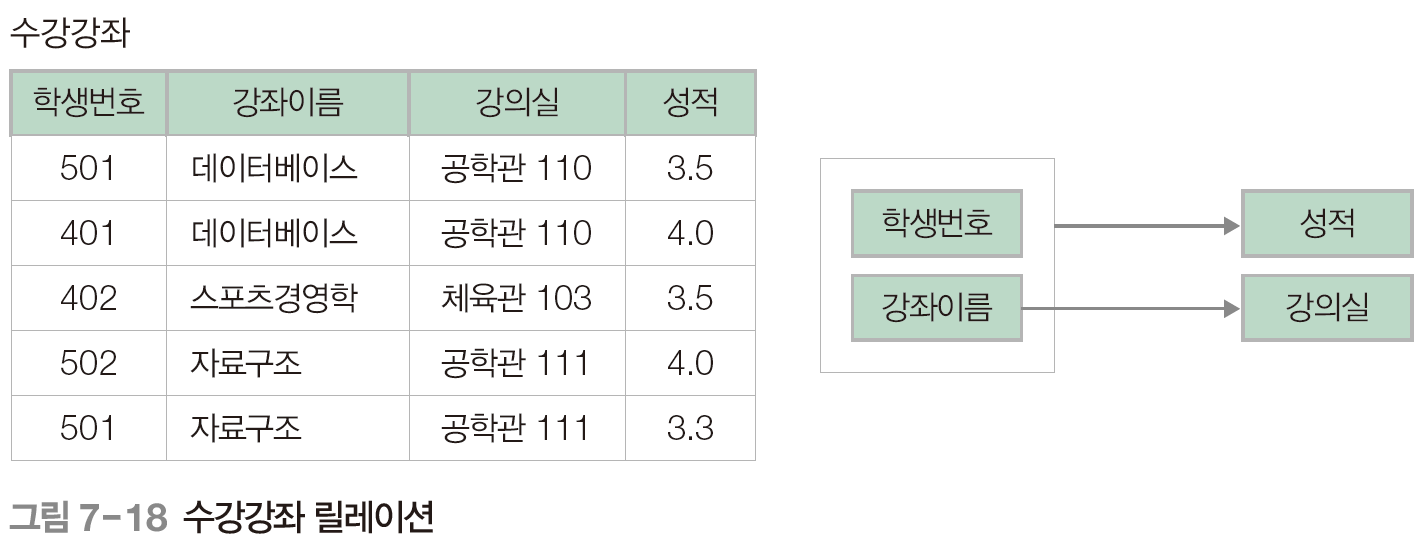 수강강좌
학생번호 강좌이름 강의실 성적
501 데이터베이스 공학관 110 3.5
401 데이터베이스 공학관 110 4.0
402 스포츠경영학 체육관 103 3.5
502 자료구조 공학관 111 4.0
501 자료구조 공학관 111 3.3
학생번호 성적
강좌이름 강의실
그림 7-18 수강강좌 릴레이션